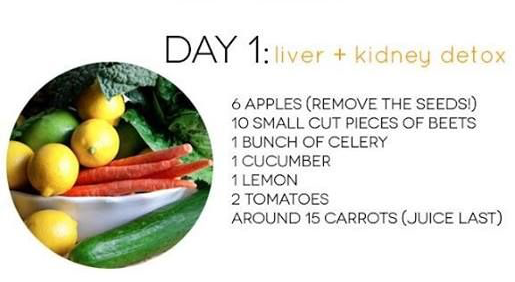 DAY 1: liver + kidney detox
6 APPLES (REMOVE THE SEEDS!)
10 SMALL CUT PIECES OF BEETS
1 BUNCH OF CELERY
1 CUCUMBER
1 LEMON
2 TOMATOES
AROUND 15 CARROTS (JUICE LAST)